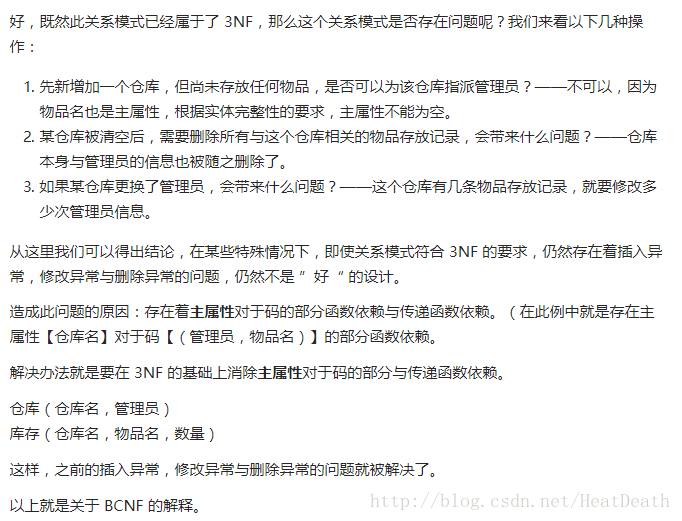 好，既然此关系模式已经属于了 3NF，那么这个关系模式是否存在问题呢？我们来看以下几种操
作：
1. 先新增加一个仓库，但尚未存放任何物品，是否可以为该仓库指派管理员？——不可以，因为
物品名也是主属性，根据实体完整性的要求，主属性不能为空。
2. 某仓库被清空后，需要删除所有与这个仓库相关的物品存放记录，会带来什么问题？——仓库
本身与管理员的信息也被随之删除了。
3. 如果某仓库更换了管理员，会带来什么问题？——这个仓库有几条物品存放记录，就要修改多
少次管理员信息。
从这里我们可以得出结论，在某些特殊情况下，即使关系模式符合 3NF 的要求，仍然存在着插入异
常，修改异常与删除异常的问题，仍然不是 ”好“ 的设计。
造成此问题的原因：存在着主属性对于码的部分函数依赖与传递函数依赖。（在此例中就是存在主
属性【仓库名】对于码【（管理员，物品名）】的部分函数依赖。
解决办法就是要在 3NF 的基础上消除主属性对于码的部分与传递函数依赖。
仓库（仓库名，管理员）
库存（仓库名，物品名，数量）
这样，之前的插入异常，修改异常与删除异常的问题就被解决了。
以上就是关于 BCNF 的解释。
http://blog.csdn.net/HeatDeath